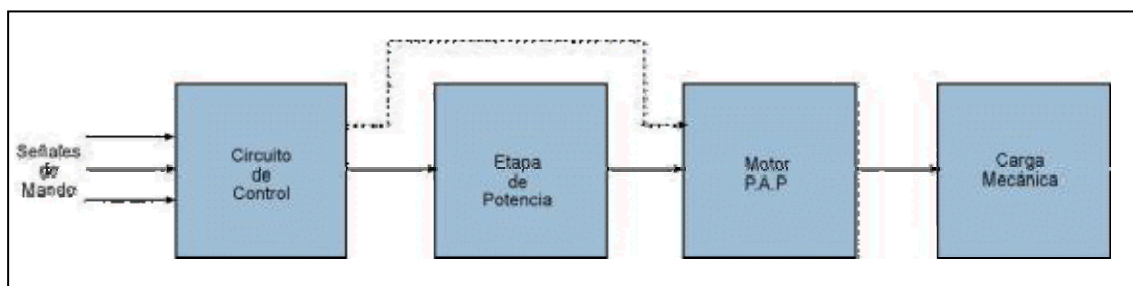 Señales
de
Mando
Circuito
de
Control
Etapa
de
Potencia
Motor
P.A.P
Carga
Mecánica